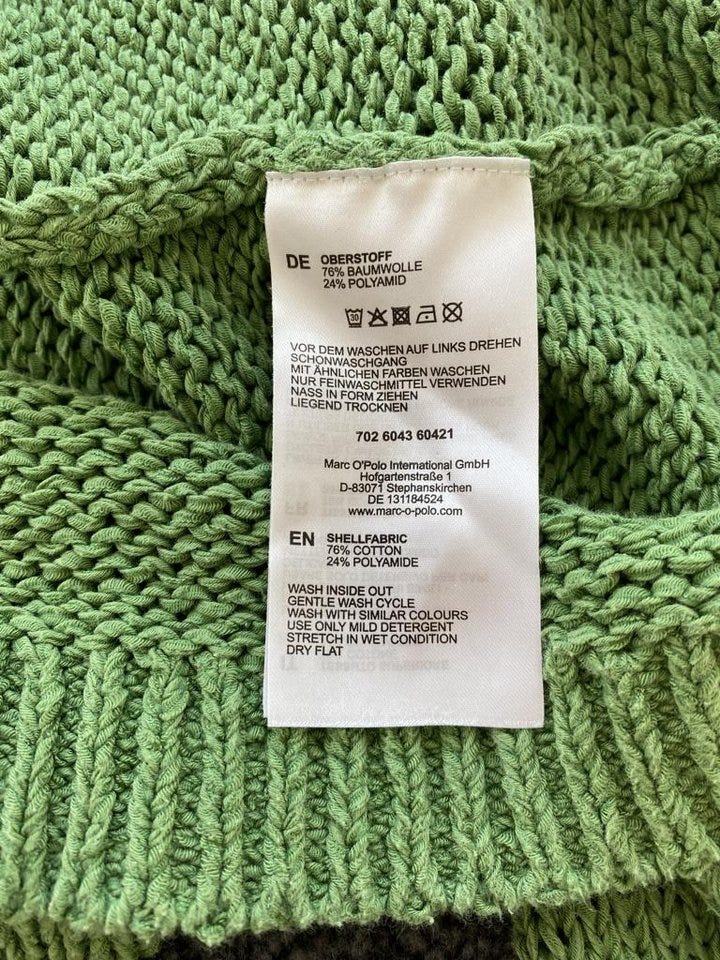 DE OBERSTOFF
76% BAUMWOLLE
24% POLYAMID
30
VOR DEM WASCHEN AUF LINKS DREHEN
SCHONWASCHGANG
MIT ÄHNLICHEN FARBEN WASCHEN
NUR FEINWASCHMITTEL VERWENDEN
NASS IN FORM ZIEHEN
LIEGEND TROCKNEN
702 6043 60421
Marc O'Polo International GmbH
Hofgartenstraße 1
D-83071 Stephanskirchen
DE 131184524
www.marc-o-polo.com
EN SHELLFABRIC
76% COTTON
24% POLYAMIDE
WASH INSIDE OUT
GENTLE WASH CYCLE
WASH WITH SIMILAR COLOURS
USE ONLY MILD DETERGENT
STRETCH IN WET CONDITION
DRY FLAT